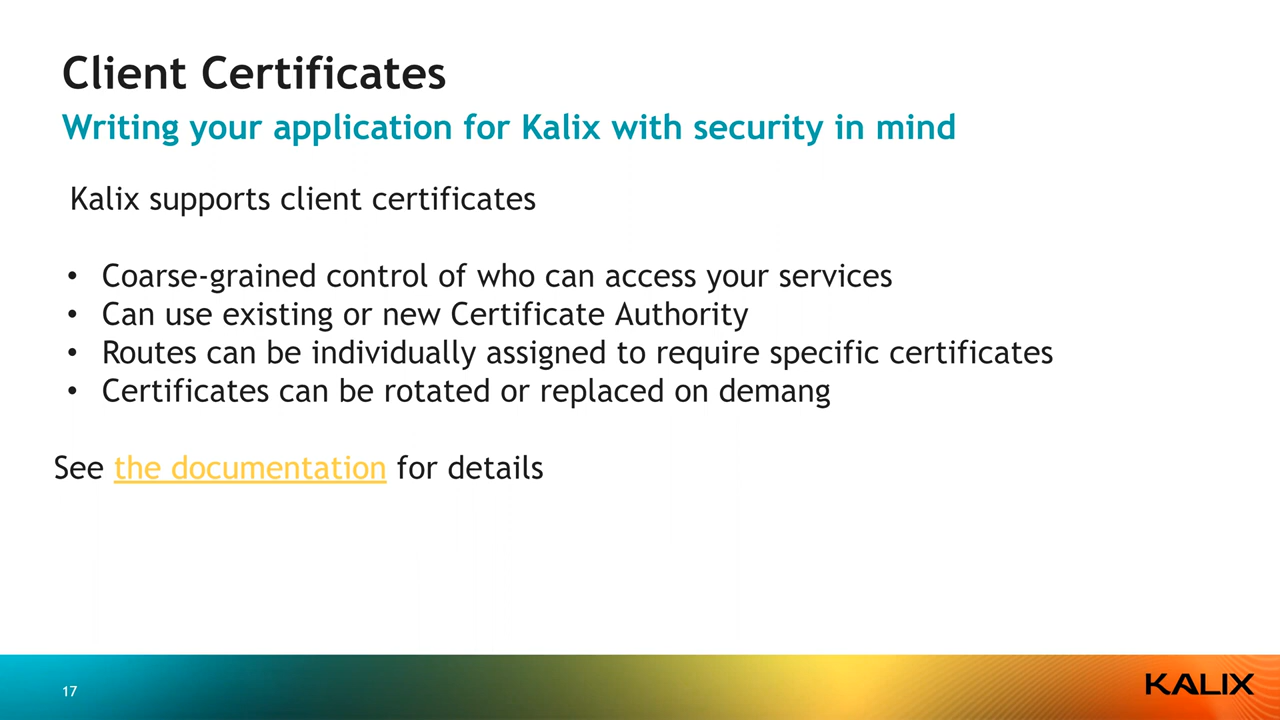 Client Certificates
Writing your application for Kalix with security in mind
Kalix supports client certificates
• Coarse-grained control of who can access your services
• Can use existing or new Certificate Authority
• Routes can be individually assigned to require specific certificates
• Certificates can be rotated or replaced on demang
See the documentation for details
17
KALIX